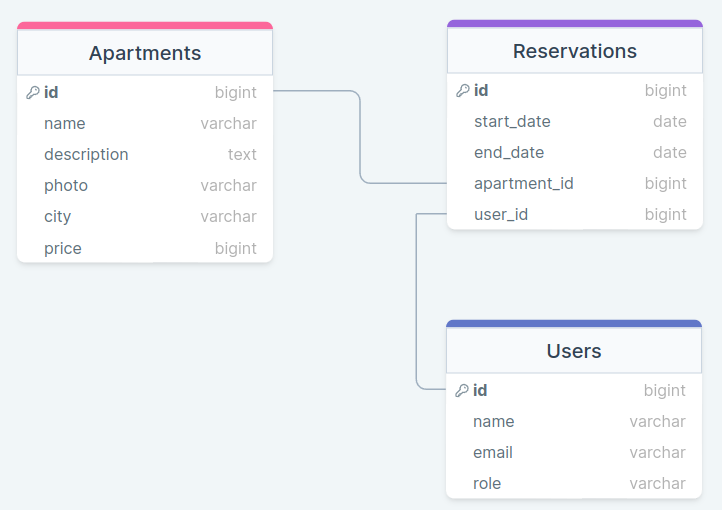 Apartments
id bigint
name varchar
description text
photo varchar
city varchar
price bigint
Reservations
id bigint
start_date date
end_date date
apartment_id bigint
user_id bigint
Users
id bigint
name varchar
email varchar
role varchar